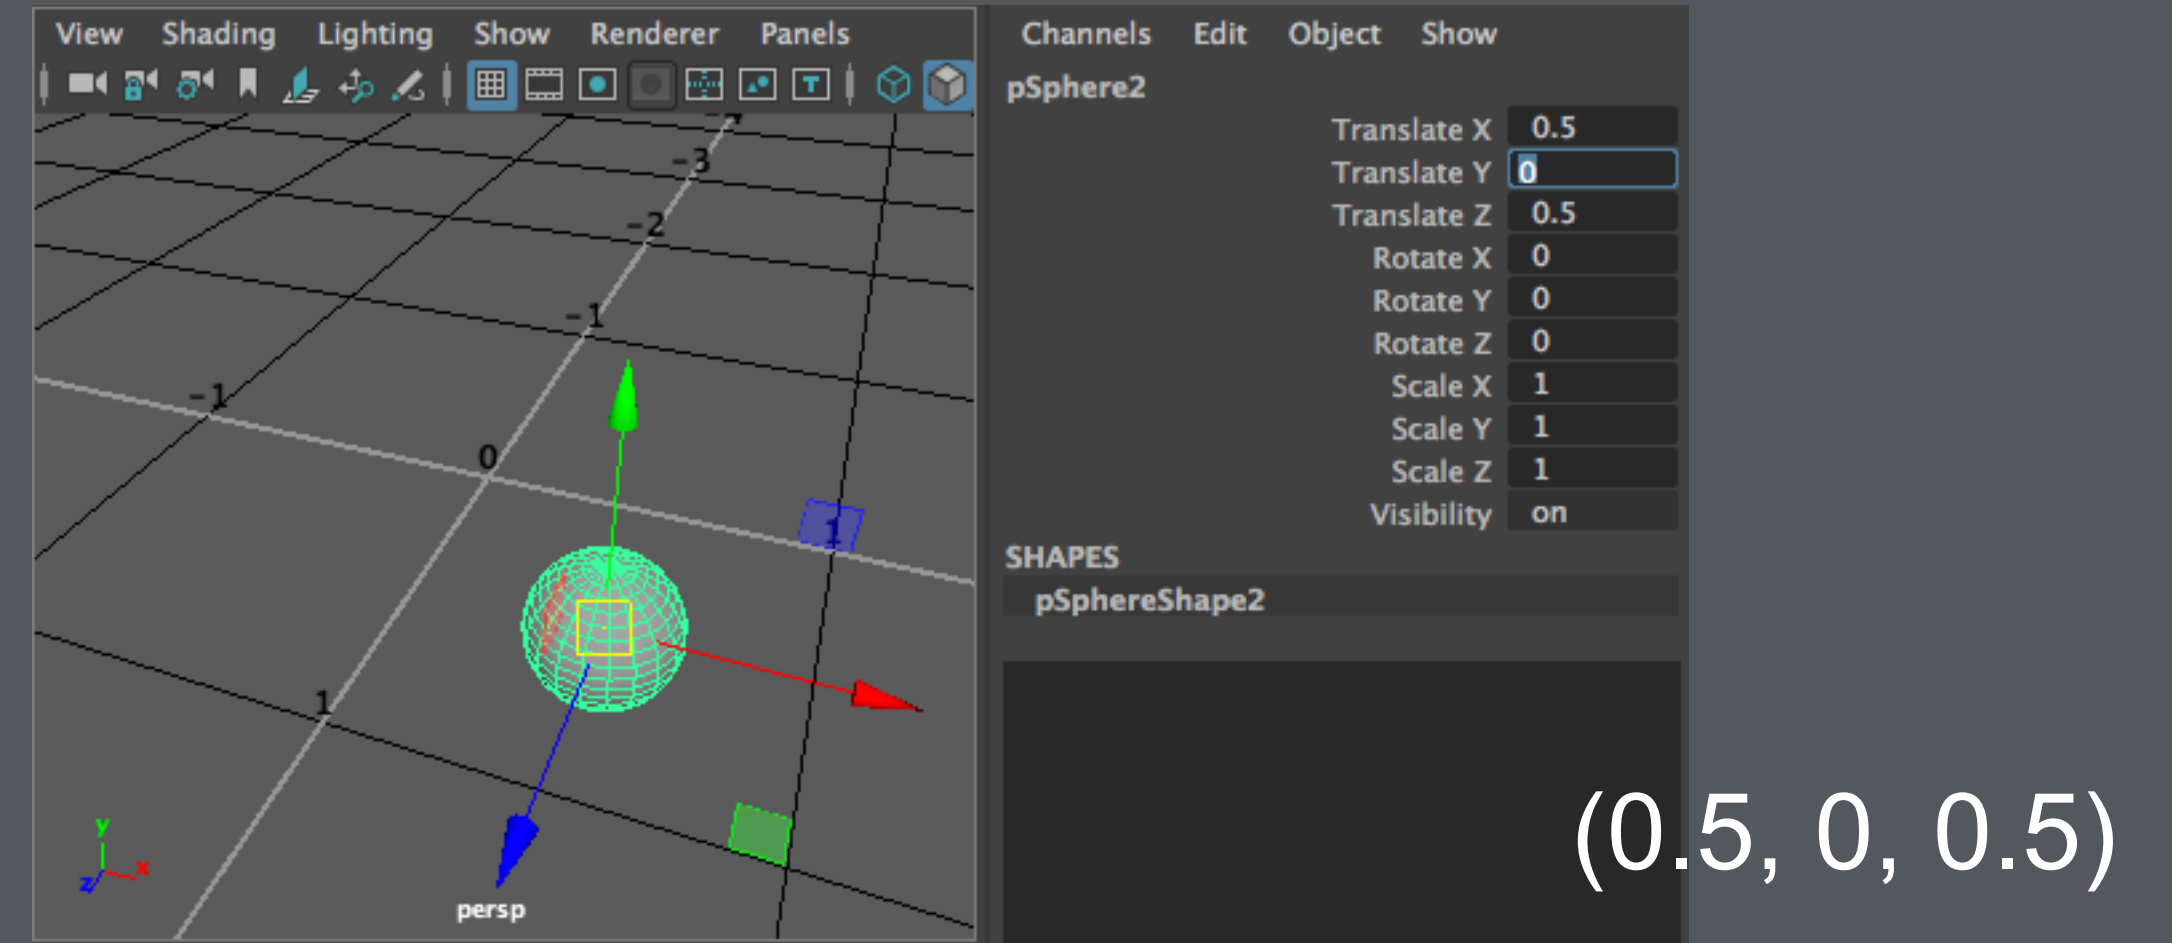 View Shading Lighting Show Renderer Panels
-3
-2
-1
-1
0
1
1
y
x
z
persp
Channels Edit Object Show
pSphere2
Translate X 0.5
Translate Y 0
Translate Z 0.5
Rotate X 0
Rotate Y 0
Rotate Z 0
Scale X 1
Scale Y 1
Scale Z 1
Visibility on
SHAPES
pSphereShape2
(0.5, 0, 0.5)